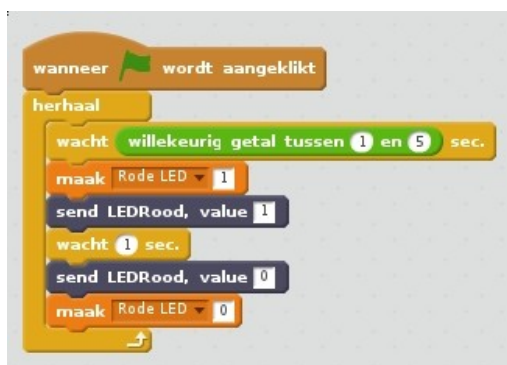 wanneer wordt aangeklikt
herhaal
wacht willekeurig getal tussen 1 en 5 sec.
maak Rode LED 1
send LEDRood, value 1
wacht 1 sec.
send LEDRood, value 0
maak Rode LED 0